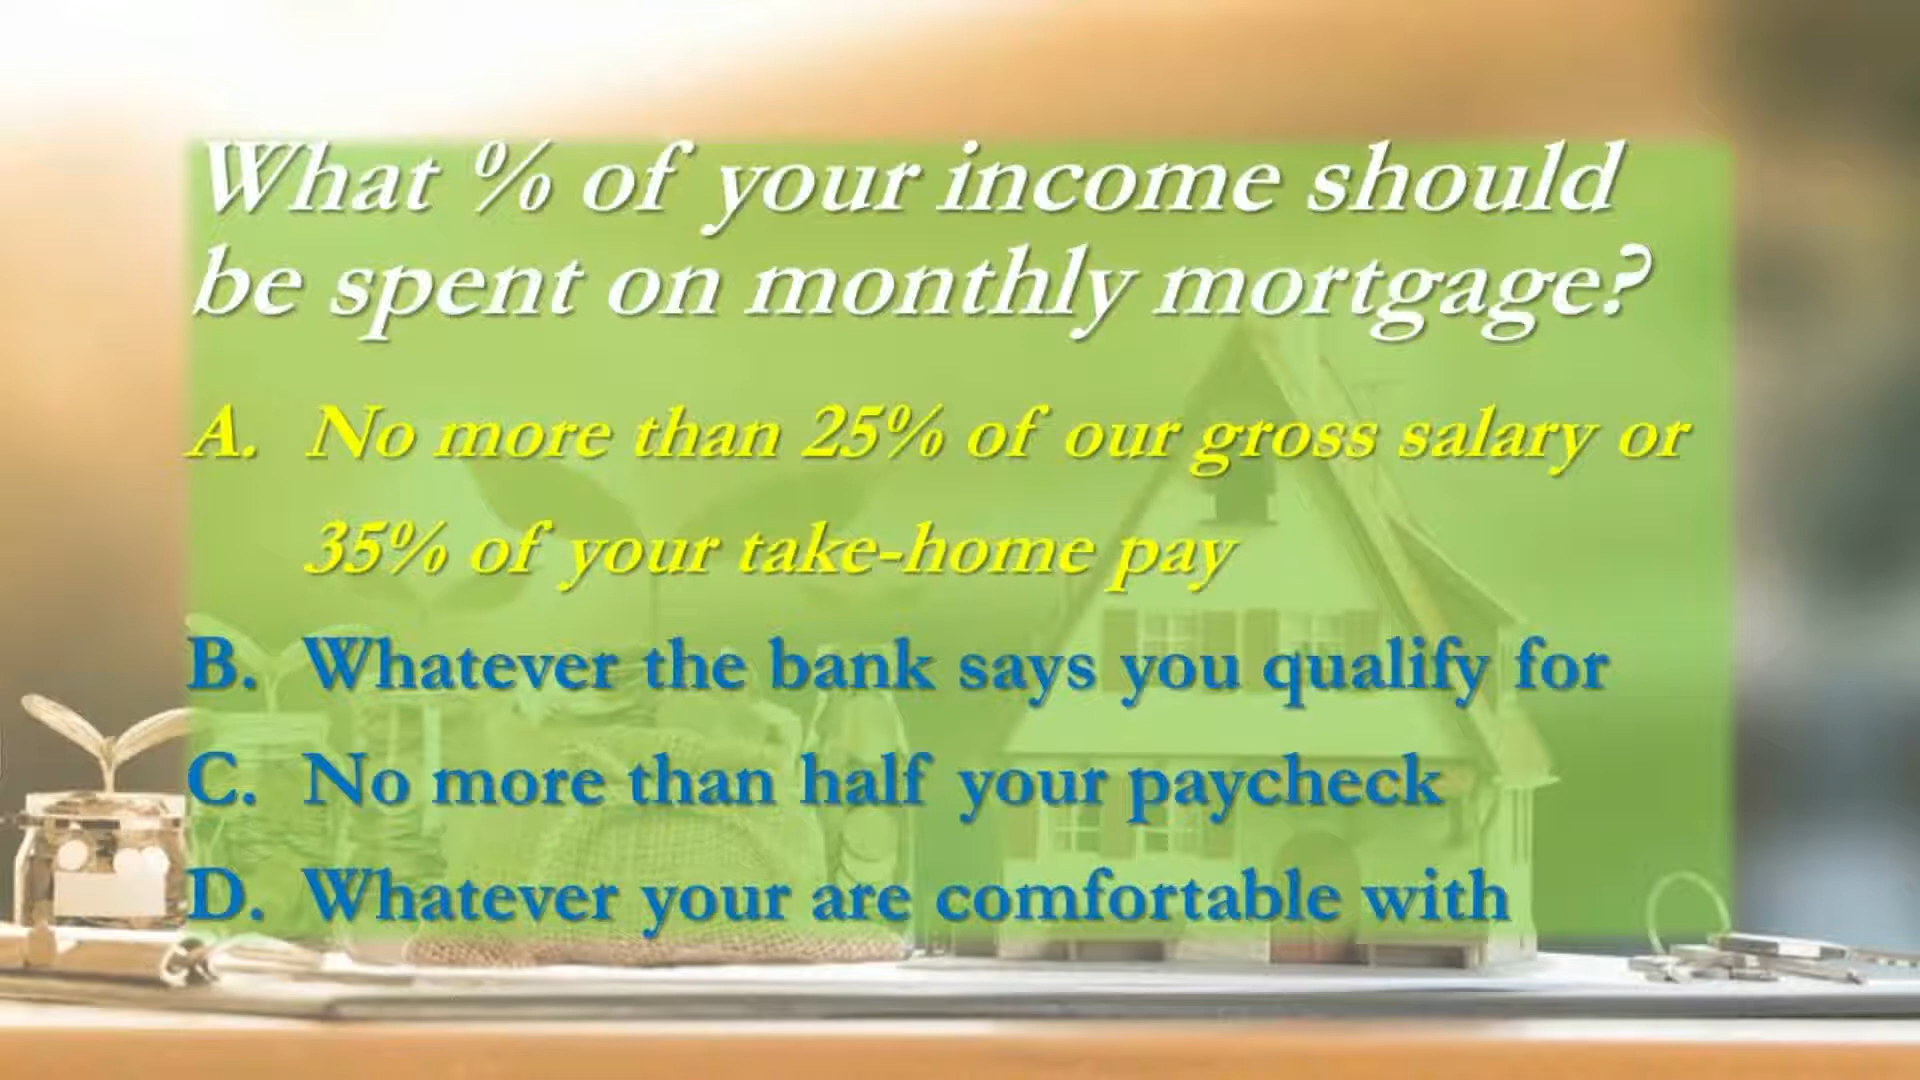 What % of your income should
be spent on monthly mortgage?
A. No more than 25% of our gross salary or
35% of your take-home pay
B. Whatever the bank says you qualify for
C. No more than half your paycheck
D. Whatever your are comfortable with